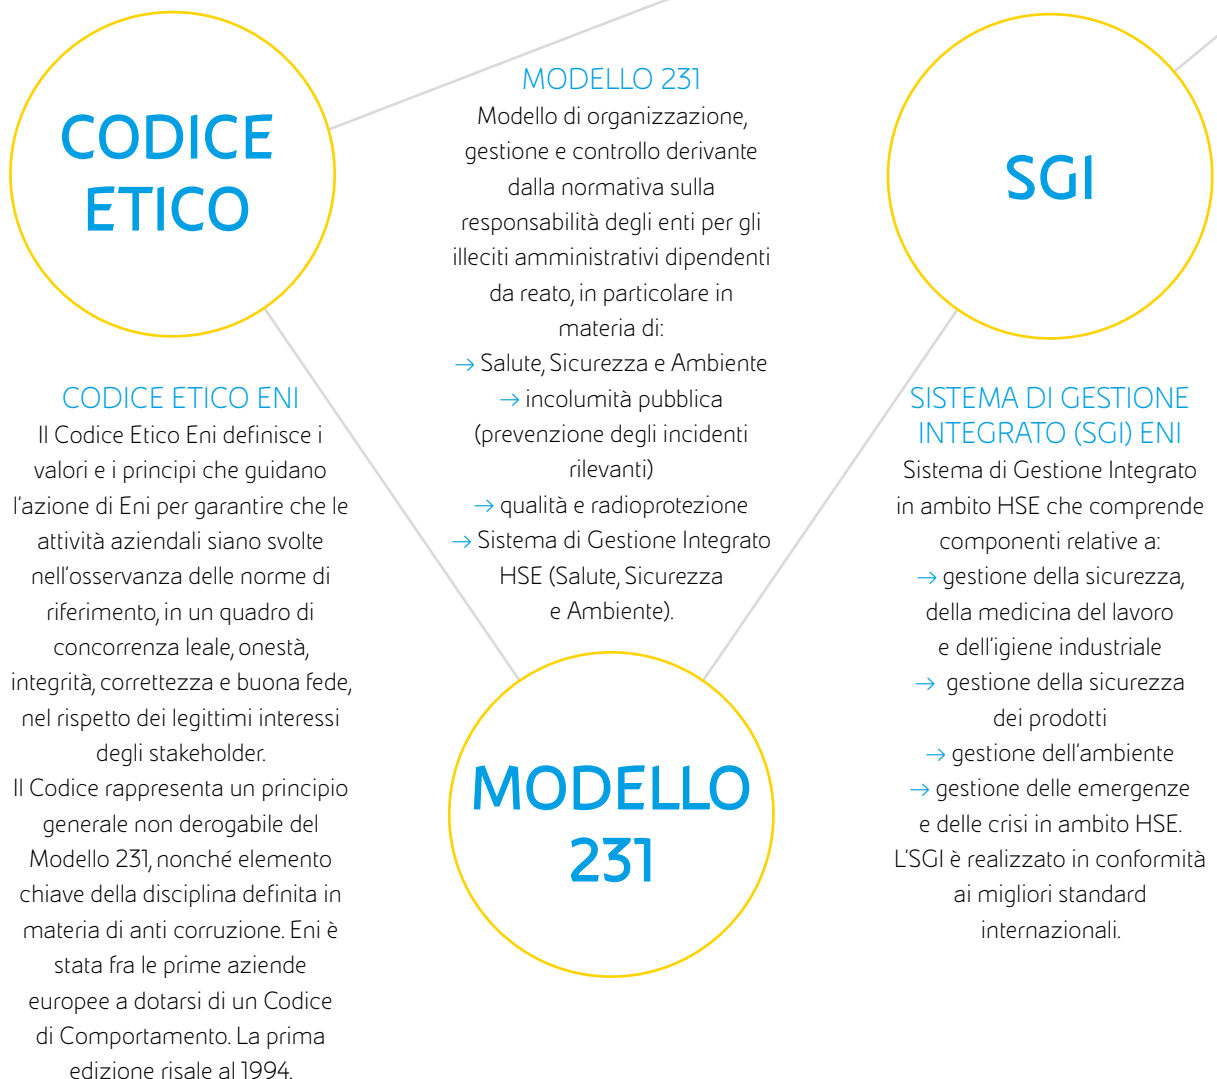 CODICE
ETICO
CODICE ETICO ENI
Il Codice Etico Eni definisce i
valori e i principi che guidano
l'azione di Eni per garantire che le
attività aziendali siano svolte
nell'osservanza delle norme di
riferimento, in un quadro di
concorrenza leale, onestà,
integrità, correttezza e buona fede,
nel rispetto dei legittimi interessi
degli stakeholder.
Il Codice rappresenta un principio
generale non derogabile del
Modello 231, nonché elemento
chiave della disciplina definita in
materia di anti corruzione. Eni è
stata fra le prime aziende
europee a dotarsi di un Codice
di Comportamento. La prima
edizione risale al 1994.
MODELLO 231
Modello di organizzazione,
gestione e controllo derivante
dalla normativa sulla
responsabilità degli enti per gli
illeciti amministrativi dipendenti
da reato, in particolare in
materia di:
→ Salute, Sicurezza e Ambiente
→ incolumità pubblica
(prevenzione degli incidenti
rilevanti)
→ qualità e radioprotezione
→ Sistema di Gestione Integrato
HSE (Salute, Sicurezza
e Ambiente).
MODELLO
231
SGI
SISTEMA DI GESTIONE
INTEGRATO (SGI) ENI
Sistema di Gestione Integrato
in ambito HSE che comprende
componenti relative a:
→ gestione della sicurezza,
della medicina del lavoro
e dell'igiene industriale
→ gestione della sicurezza
dei prodotti
→ gestione dell'ambiente
→ gestione delle emergenze
e delle crisi in ambito HSE.
L'SGI è realizzato in conformità
ai migliori standard
internazionali.